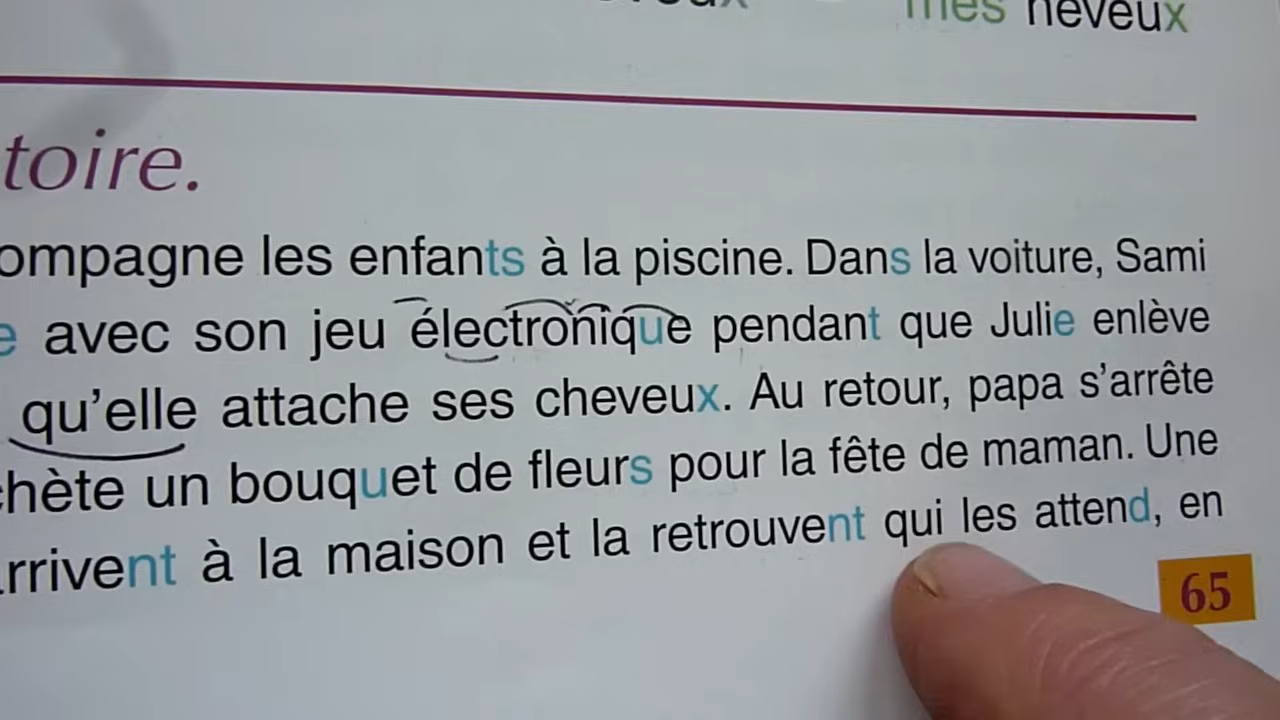 mes neveux
toire.
ompagne les enfants à la piscine. Dans la voiture, Sami
e avec son jeu électronique pendant que Julie enlève
qu'elle attache ses cheveux. Au retour, papa s'arrête
chète un bouquet de fleurs pour la fête de maman. Une
rrivent à la maison et la retrouvent qui les attend, en
65